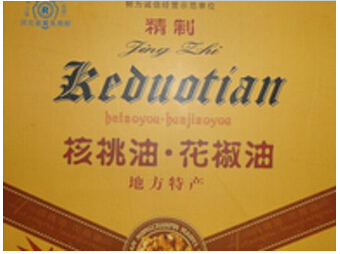 精制
Jing Zhi
Keduotian
hetaoyou·huajiaoyou
核桃油·花椒油
地方特产